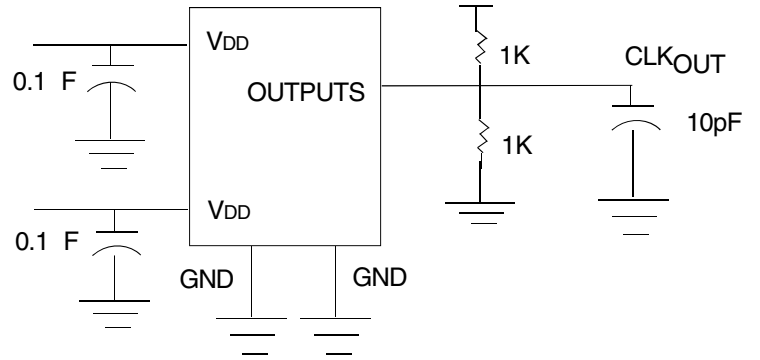 VDD
0.1 F
OUTPUTS
1K
CLKOUT
10pF
1K
VDD
0.1 F
GND
GND